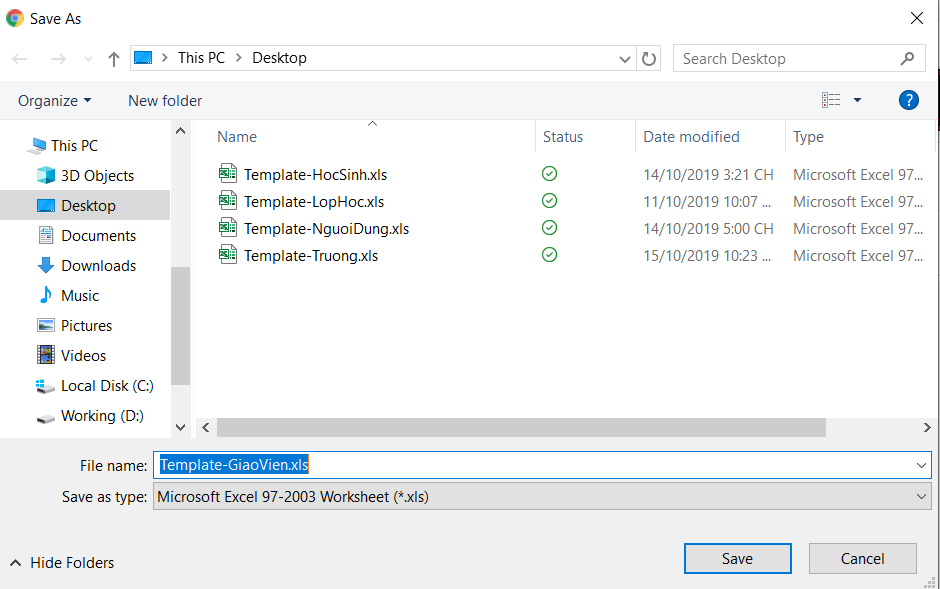 Save As
This PC > Desktop
Search Desktop
Organize
New folder
?
Name Status Date modified Type
This PC
3D Objects
Desktop
Documents
Downloads
Music
Pictures
Videos
Local Disk (C:)
Working (D:)
Template-HocSinh.xls 14/10/2019 3:21 CH Microsoft Excel 97...
Template-LopHoc.xls 11/10/2019 10:07 ... Microsoft Excel 97...
Template-NguoiDung.xls 14/10/2019 5:00 CH Microsoft Excel 97...
Template-Truong.xls 15/10/2019 10:23 ... Microsoft Excel 97...
File name: Template-GiaoVien.xls
Save as type: Microsoft Excel 97-2003 Worksheet (*.xls)
Hide Folders
Save
Cancel